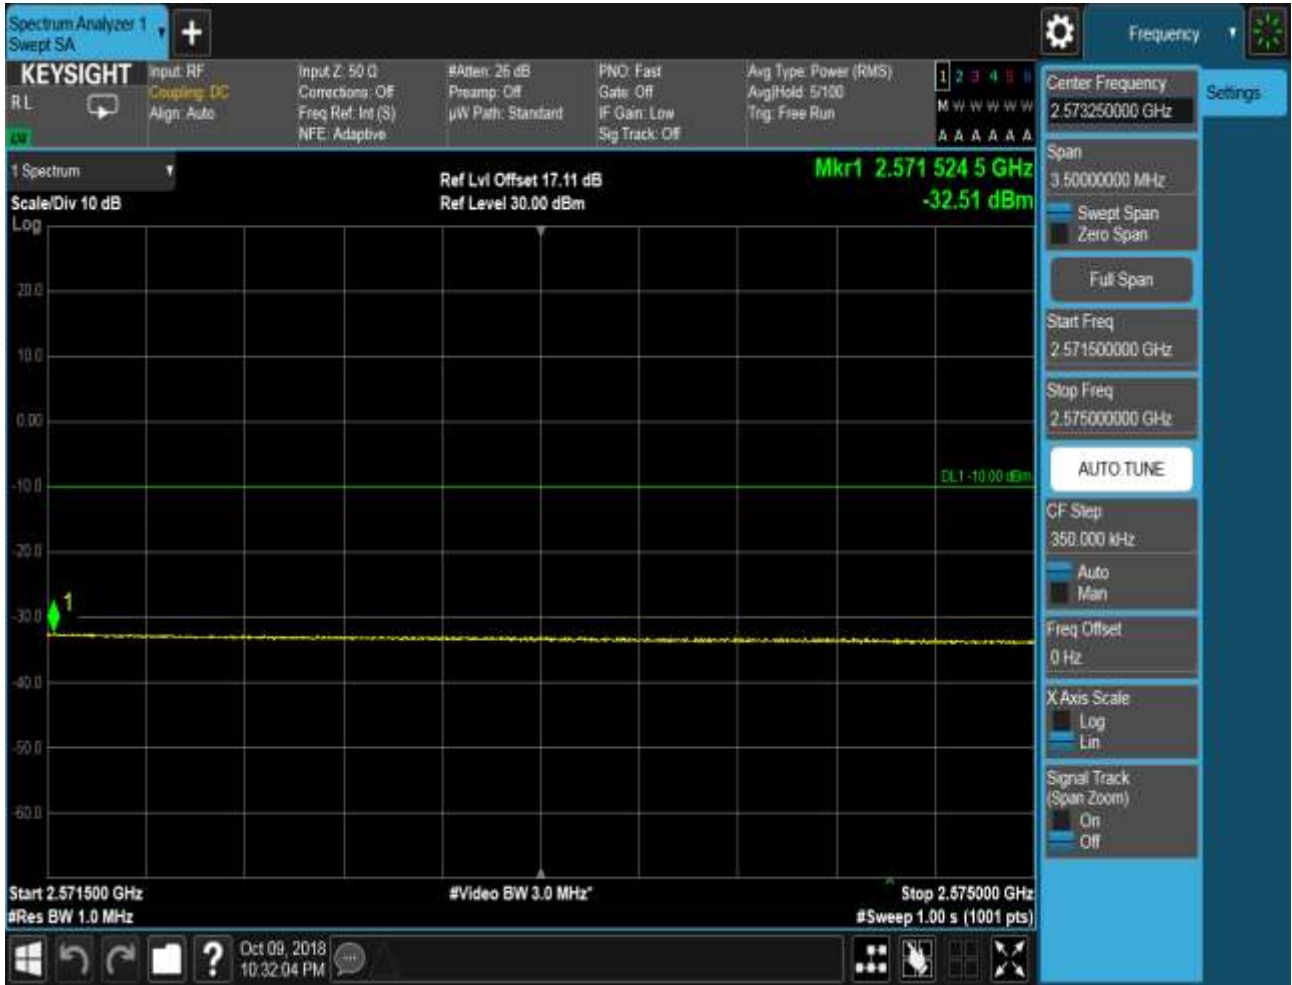 Spectrum Analyzer 1
Swept SA
+
Frequency
KEYSIGHT
R L
Input: RF
Coupling: DC
Align: Auto
Input Z: 50 Ω
Corrections: Off
Freq Ref: Int (S)
NFE: Adaptive
#Atten: 26 dB
Preamp: Off
µW Path: Standard
PNO: Fast
Gate: Off
IF Gain: Low
Sig Track: Off
Avg Type: Power (RMS)
Avg|Hold: 5/100
Trig: Free Run
1 2 3 4 5 6
M W W W W W
A A A A A A
1 Spectrum
Scale/Div 10 dB
Log
Ref Lvl Offset 17.11 dB
Ref Level 30.00 dBm
Mkr1 2.571 524 5 GHz
-32.51 dBm
20.0
10.0
0.00
-10.0
-20.0
-30.0
-40.0
-50.0
-60.0
DL1 -10.00 dBm
1
Start 2.571500 GHz
#Res BW 1.0 MHz
#Video BW 3.0 MHz*
Stop 2.575000 GHz
#Sweep 1.00 s (1001 pts)
?
Oct 09, 2018
10:32:04 PM
Center Frequency
2.573250000 GHz
Settings
Span
3.50000000 MHz
Swept Span
Zero Span
Full Span
Start Freq
2.571500000 GHz
Stop Freq
2.575000000 GHz
AUTO TUNE
CF Step
350.000 kHz
Auto
Man
Freq Offset
0 Hz
X Axis Scale
Log
Lin
Signal Track
(Span Zoom)
On
Off